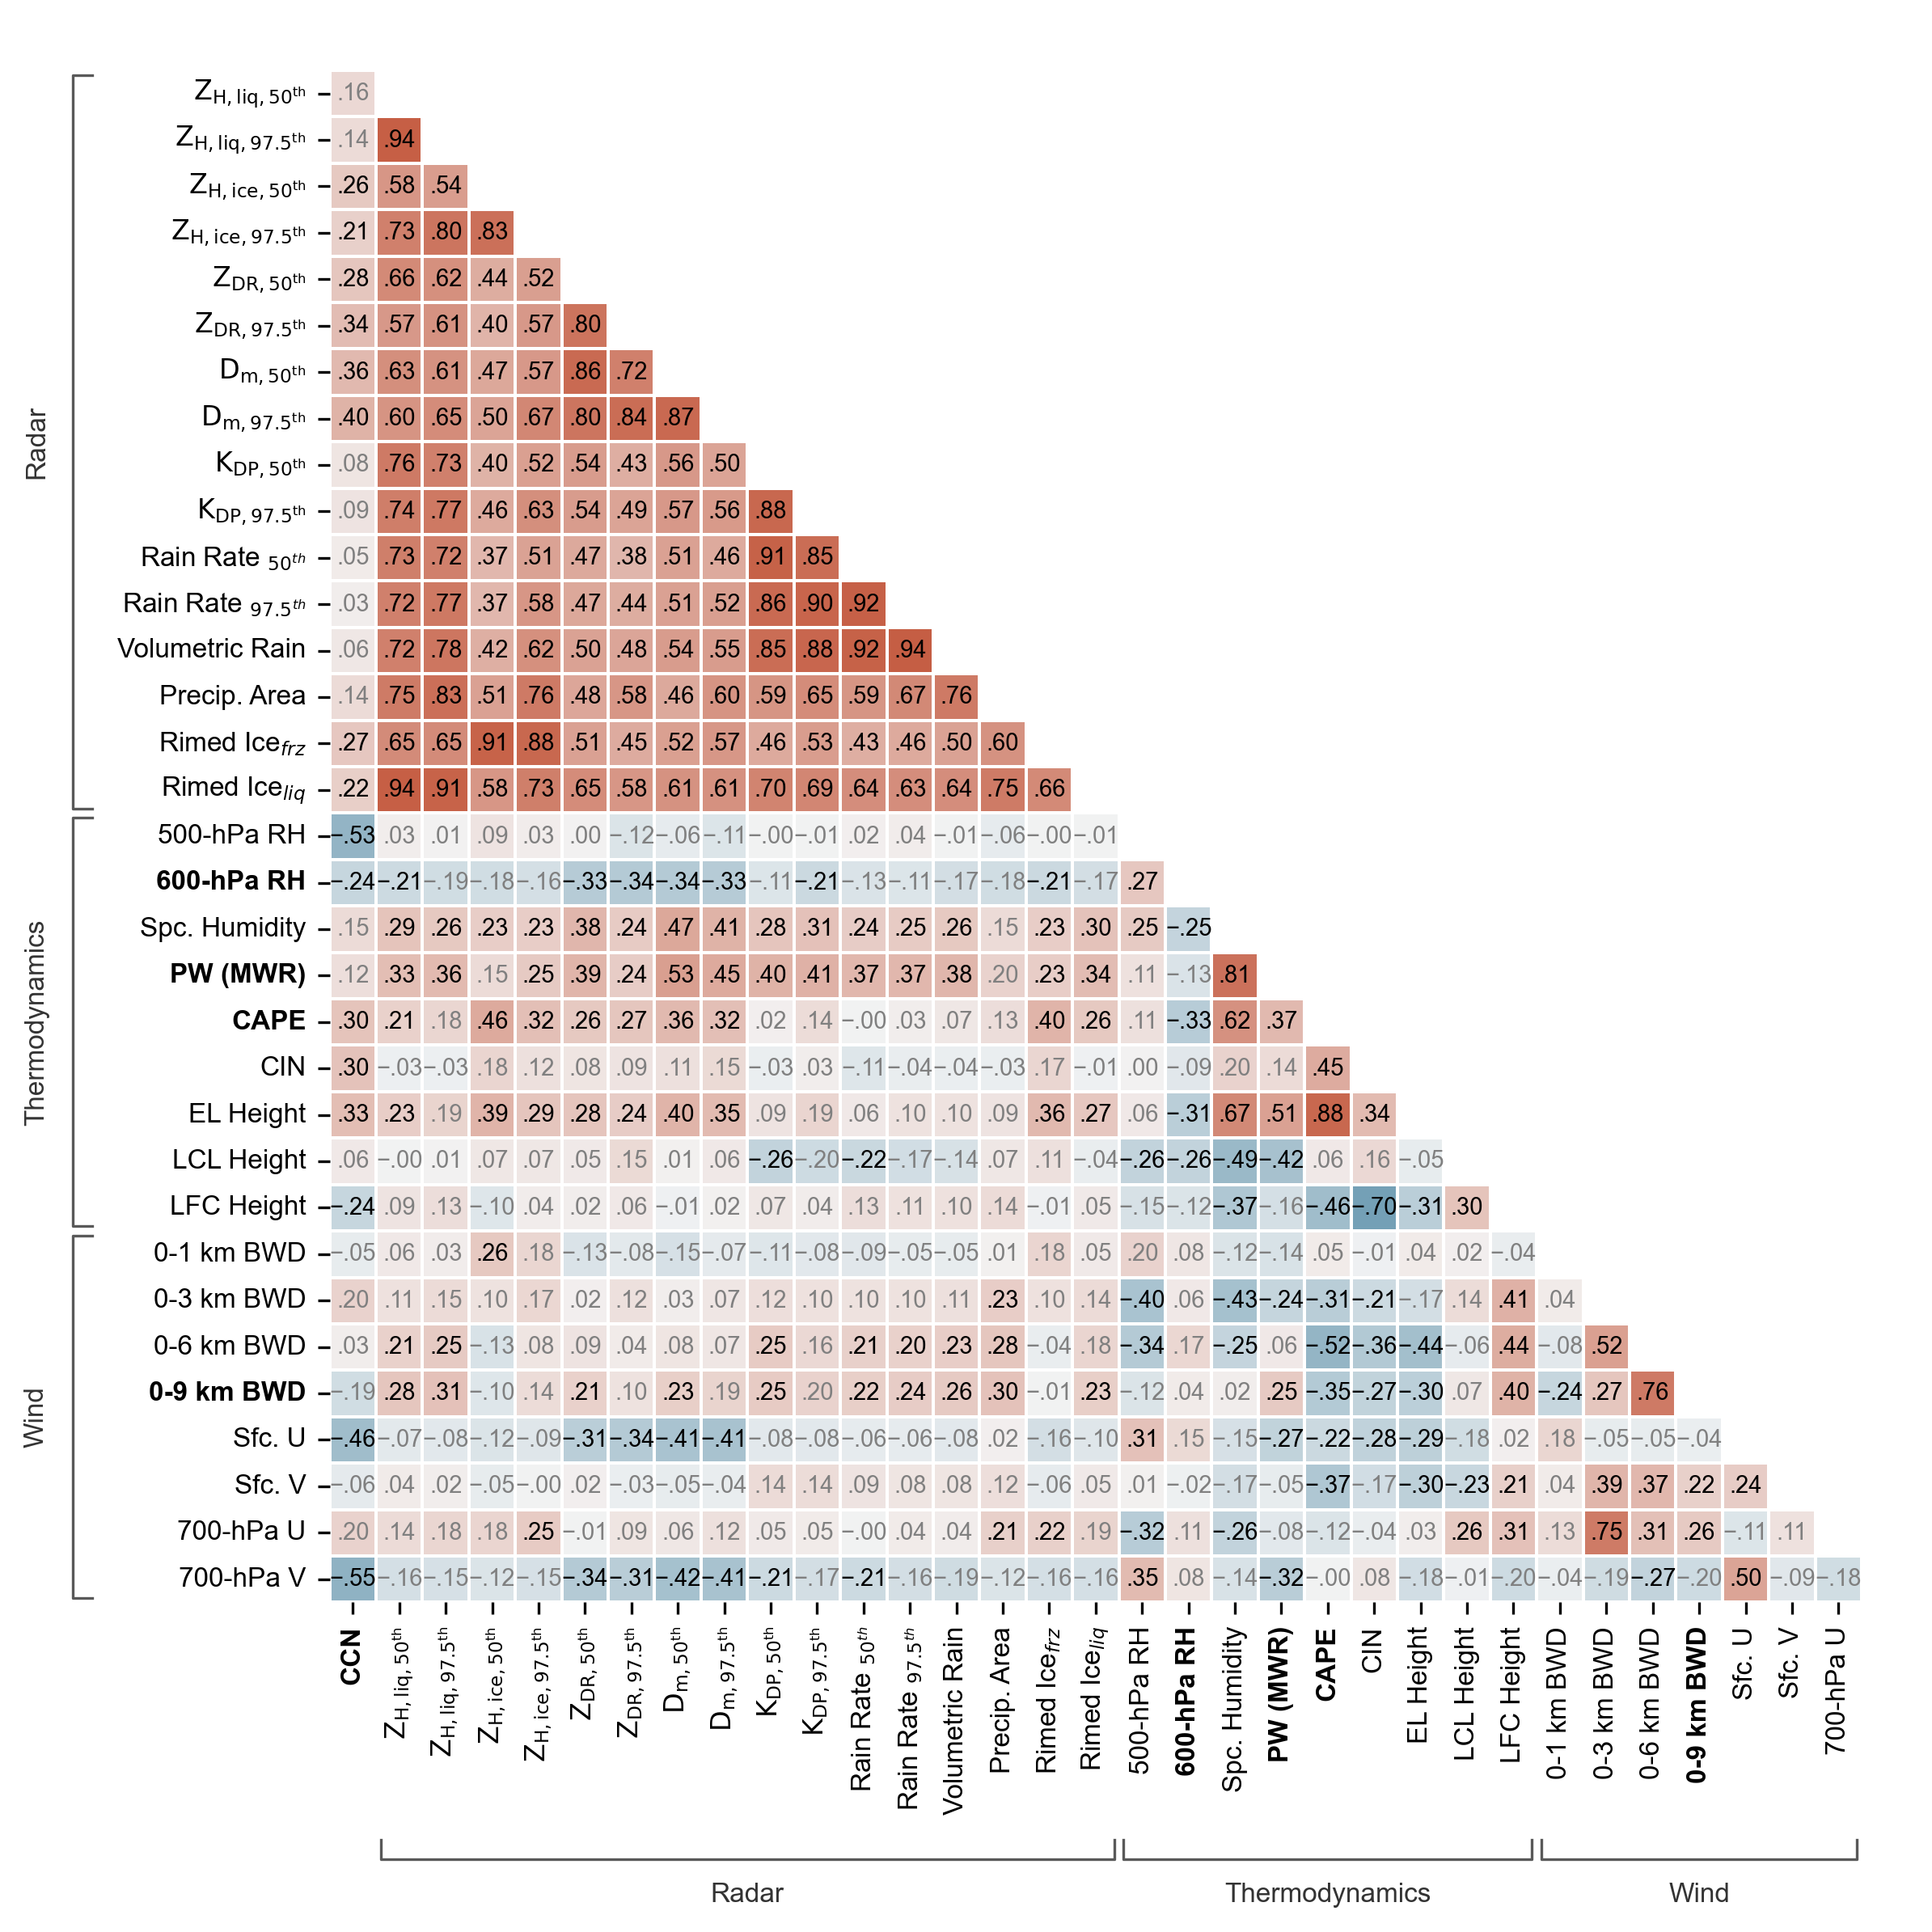 Z_H, liq, 50th .16
Z_H, liq, 97.5th .14 .94
Z_H, ice, 50th .26 .58 .54
Z_H, ice, 97.5th .21 .73 .80 .83
Z_DR, 50th .28 .66 .62 .44 .52
Z_DR, 97.5th .34 .57 .61 .40 .57 .80
D_m, 50th .36 .63 .61 .47 .57 .86 .72
D_m, 97.5th .40 .60 .65 .50 .67 .80 .84 .87
K_DP, 50th .08 .76 .73 .40 .52 .54 .43 .56 .50
K_DP, 97.5th .09 .74 .77 .46 .63 .54 .49 .57 .56 .88
Rain Rate 50th .05 .73 .72 .37 .51 .47 .38 .51 .46 .91 .85
Rain Rate 97.5th .03 .72 .77 .37 .58 .47 .44 .51 .52 .86 .90 .92
Volumetric Rain .06 .72 .78 .42 .62 .50 .48 .54 .55 .85 .88 .92 .94
Precip. Area .14 .75 .83 .51 .76 .48 .58 .46 .60 .59 .65 .59 .67 .76
Rimed Ice_frz .27 .65 .65 .91 .88 .51 .45 .52 .57 .46 .53 .43 .46 .50 .60
Rimed Ice_liq .22 .94 .91 .58 .73 .65 .58 .61 .61 .70 .69 .64 .63 .64 .75 .66
Radar
500-hPa RH −.53 .03 .01 .09 .03 .00 −.12 −.06 −.11 −.00 −.01 .02 .04 −.01 −.06 −.00 −.01
600-hPa RH −.24 −.21 −.19 −.18 −.16 −.33 −.34 −.34 −.33 −.11 −.21 −.13 −.11 −.17 −.18 −.21 −.17 .27
Spc. Humidity .15 .29 .26 .23 .23 .38 .24 .47 .41 .28 .31 .24 .25 .26 .15 .23 .30 .25 −.25
PW (MWR) .12 .33 .36 .15 .25 .39 .24 .53 .45 .40 .41 .37 .37 .38 .20 .23 .34 .11 −.13 .81
CAPE .30 .21 .18 .46 .32 .26 .27 .36 .32 .02 .14 −.00 .03 .07 .13 .40 .26 .11 −.33 .62 .37
CIN .30 −.03 −.03 .18 .12 .08 .09 .11 .15 −.03 .03 −.11 −.04 −.04 −.03 .17 −.01 .00 −.09 .20 .14 .45
EL Height .33 .23 .19 .39 .29 .28 .24 .40 .35 .09 .19 .06 .10 .10 .09 .36 .27 .06 −.31 .67 .51 .88 .34
LCL Height .06 −.00 .01 .07 .07 .05 .15 .01 .06 −.26 −.20 −.22 −.17 −.14 .07 .11 −.04 −.26 −.26 −.49 −.42 .06 .16 −.05
LFC Height −.24 .09 .13 −.10 .04 .02 .06 −.01 .02 .07 .04 .13 .11 .10 .14 −.01 .05 −.15 −.12 −.37 −.16 −.46 −.70 −.31 .30
Thermodynamics
0-1 km BWD −.05 .06 .03 .26 .18 −.13 −.08 −.15 −.07 −.11 −.08 −.09 −.05 −.05 .01 .18 .05 .20 .08 −.12 −.14 .05 −.01 .04 .02 −.04
0-3 km BWD .20 .11 .15 .10 .17 .02 .12 .03 .07 .12 .10 .10 .10 .11 .23 .10 .14 −.40 .06 −.43 −.24 −.31 −.21 −.17 .14 .41 .04
0-6 km BWD .03 .21 .25 −.13 .08 .09 .04 .08 .07 .25 .16 .21 .20 .23 .28 −.04 .18 −.34 .17 −.25 .06 −.52 −.36 −.44 −.06 .44 −.08 .52
0-9 km BWD −.19 .28 .31 −.10 .14 .21 .10 .23 .19 .25 .20 .22 .24 .26 .30 −.01 .23 −.12 .04 .02 .25 −.35 −.27 −.30 .07 .40 −.24 .27 .76
Sfc. U −.46 −.07 −.08 −.12 −.09 −.31 −.34 −.41 −.41 −.08 −.08 −.06 −.06 −.08 .02 −.16 −.10 .31 .15 −.15 −.27 −.22 −.28 −.29 −.18 .02 .18 −.05 −.05 −.04
Sfc. V −.06 .04 .02 −.05 −.00 .02 −.03 −.05 −.04 .14 .14 .09 .08 .08 .12 −.06 .05 .01 −.02 −.17 −.05 −.37 −.17 −.30 −.23 .21 .04 .39 .37 .22 .24
700-hPa U .20 .14 .18 .18 .25 −.01 .09 .06 .12 .05 .05 −.00 .04 .04 .21 .22 .19 −.32 .11 −.26 −.08 −.12 −.04 .03 .26 .31 .13 .75 .31 .26 −.11 .11
700-hPa V −.55 −.16 −.15 −.12 −.15 −.34 −.31 −.42 −.41 −.21 −.17 −.21 −.16 −.19 −.12 −.16 −.16 .35 .08 −.14 −.32 −.00 .08 −.18 −.01 −.20 −.04 −.19 −.27 −.20 .50 −.09 −.18
Wind
CCN
Z_H, liq, 50th
Z_H, liq, 97.5th
Z_H, ice, 50th
Z_H, ice, 97.5th
Z_DR, 50th
Z_DR, 97.5th
D_m, 50th
D_m, 97.5th
K_DP, 50th
K_DP, 97.5th
Rain Rate 50th
Rain Rate 97.5th
Volumetric Rain
Precip. Area
Rimed Ice_frz
Rimed Ice_liq
500-hPa RH
600-hPa RH
Spc. Humidity
PW (MWR)
CAPE
CIN
EL Height
LCL Height
LFC Height
0-1 km BWD
0-3 km BWD
0-6 km BWD
0-9 km BWD
Sfc. U
Sfc. V
700-hPa U
Radar
Thermodynamics
Wind